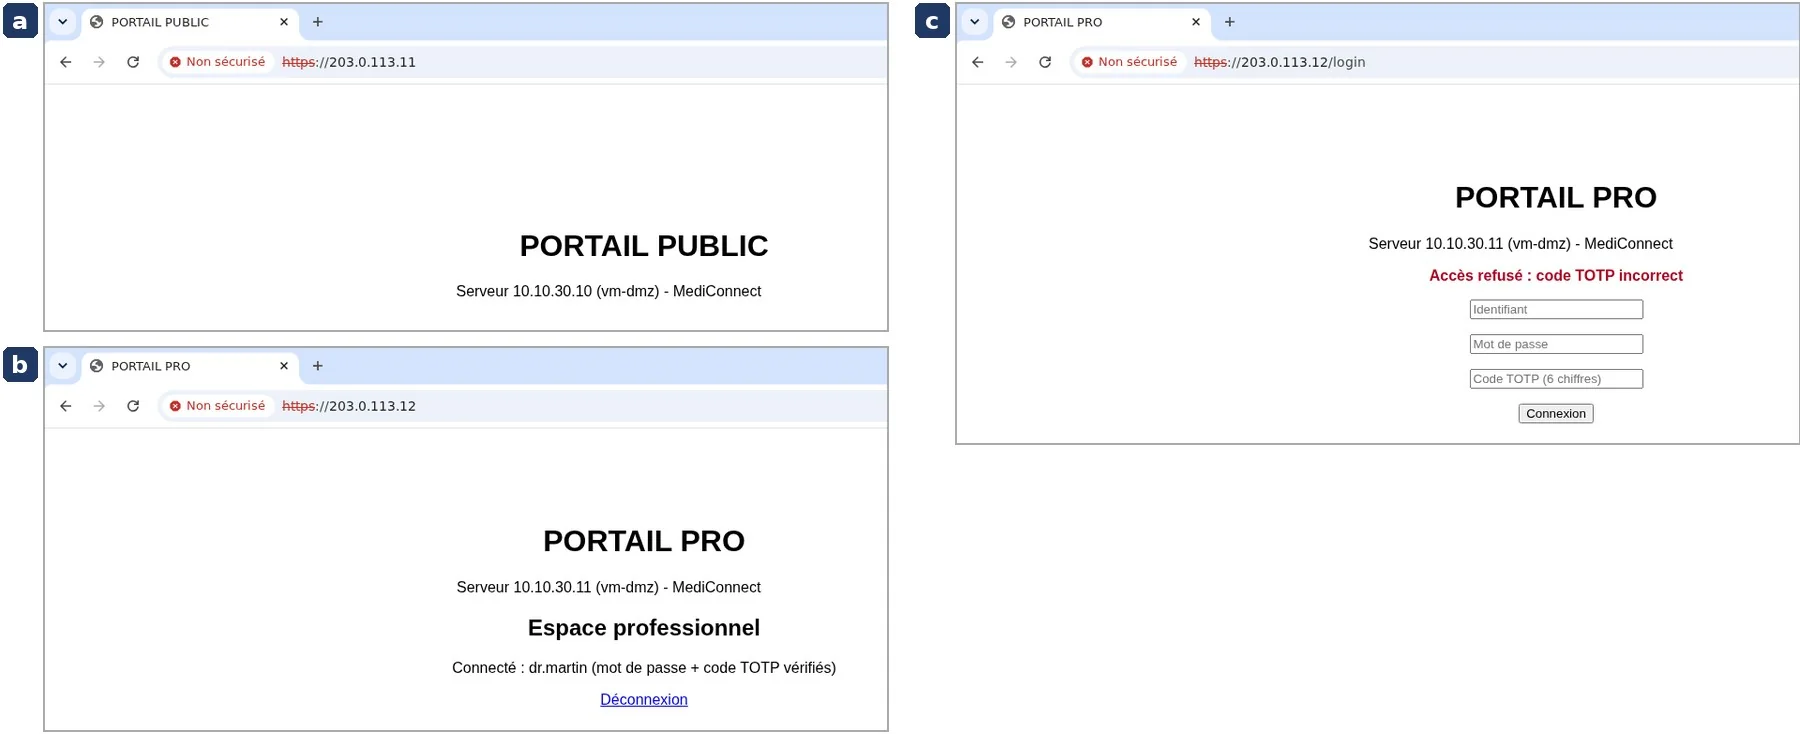 a
PORTAIL PUBLIC
Non sécurisé https://203.0.113.11
PORTAIL PUBLIC
Serveur 10.10.30.10 (vm-dmz) - MediConnect
b
PORTAIL PRO
Non sécurisé https://203.0.113.12
PORTAIL PRO
Serveur 10.10.30.11 (vm-dmz) - MediConnect
Espace professionnel
Connecté : dr.martin (mot de passe + code TOTP vérifiés)
Déconnexion
c
PORTAIL PRO
Non sécurisé https://203.0.113.12/login
PORTAIL PRO
Serveur 10.10.30.11 (vm-dmz) - MediConnect
Accès refusé : code TOTP incorrect
Identifiant
Mot de passe
Code TOTP (6 chiffres)
Connexion